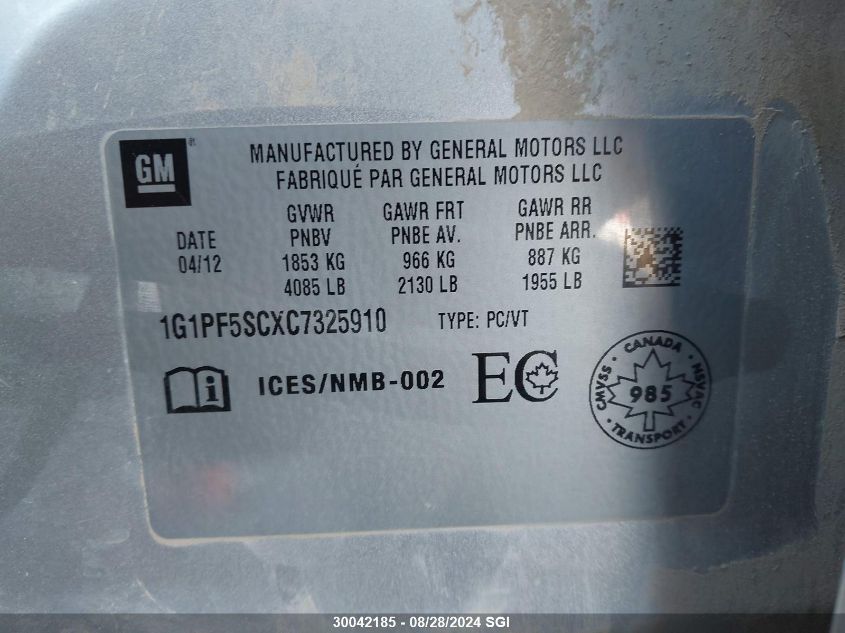 GM
MANUFACTURED BY GENERAL MOTORS LLC
FABRIQUÉ PAR GENERAL MOTORS LLC
DATE
04/12
GVWR
PNBV
1853 KG
4085 LB
GAWR FRT
PNBE AV.
966 KG
2130 LB
GAWR RR
PNBE ARR.
887 KG
1955 LB
1G1PF5SCXC7325910 TYPE: PC/VT
i ICES/NMB-002 EC
CANADA
CMVSS 985 NSVAC
TRANSPORT
30042185 - 08/28/2024 SGI